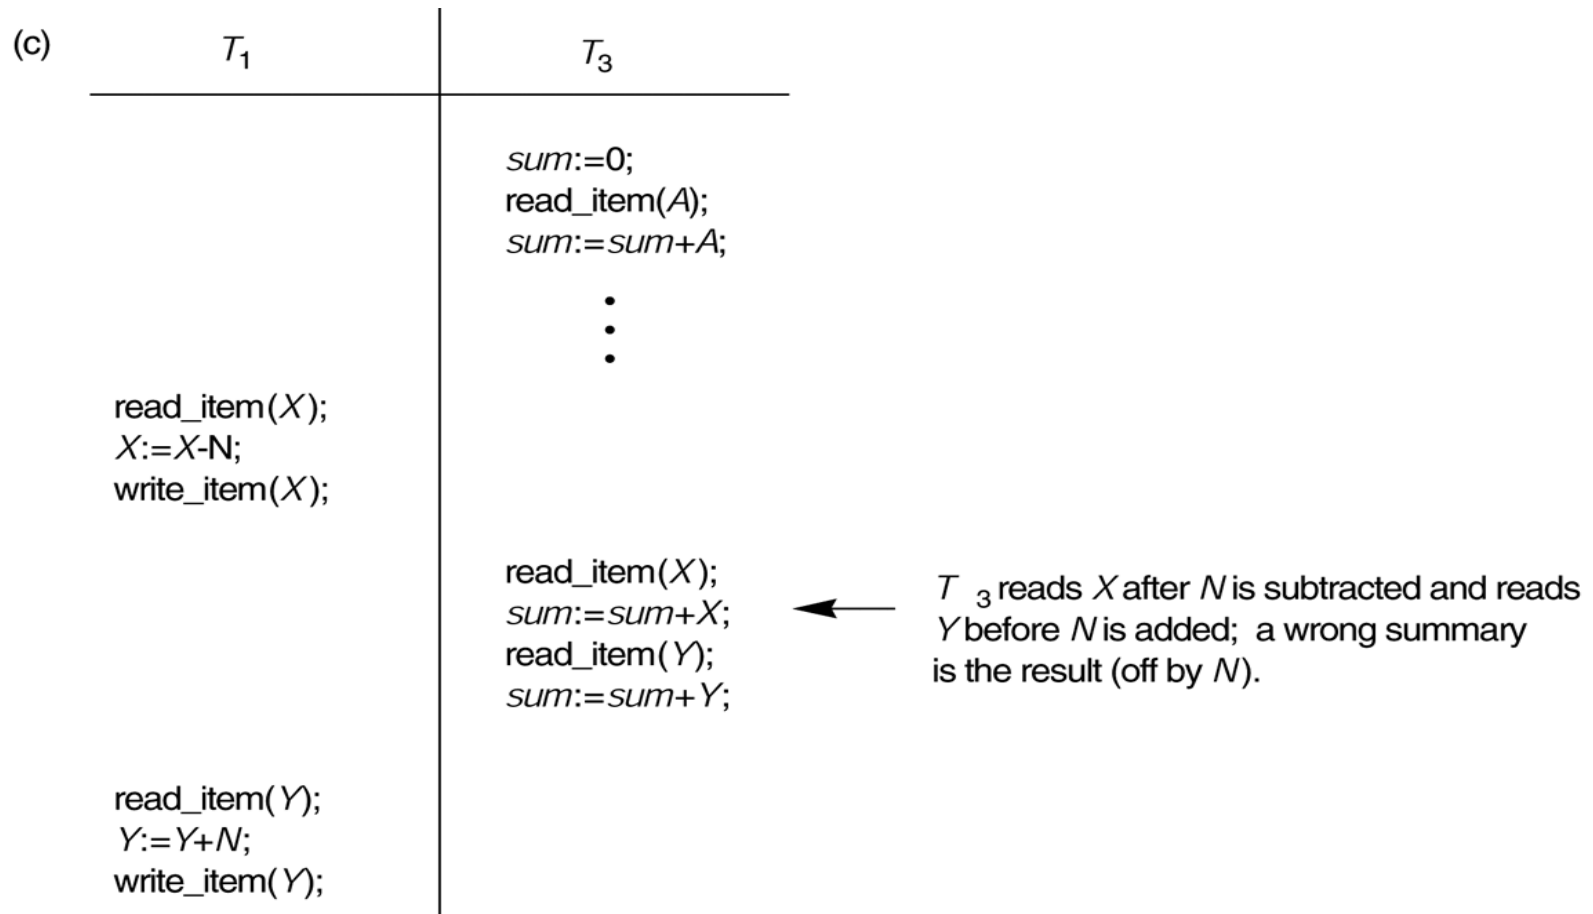 (c)
T1 T3
sum:=0;
read_item(A);
sum:=sum+A;
read_item(X);
X:=X-N;
write_item(X);
read_item(X);
sum:=sum+X;
read_item(Y);
sum:=sum+Y;
T 3 reads X after N is subtracted and reads
Y before N is added; a wrong summary
is the result (off by N).
read_item(Y);
Y:=Y+N;
write_item(Y);